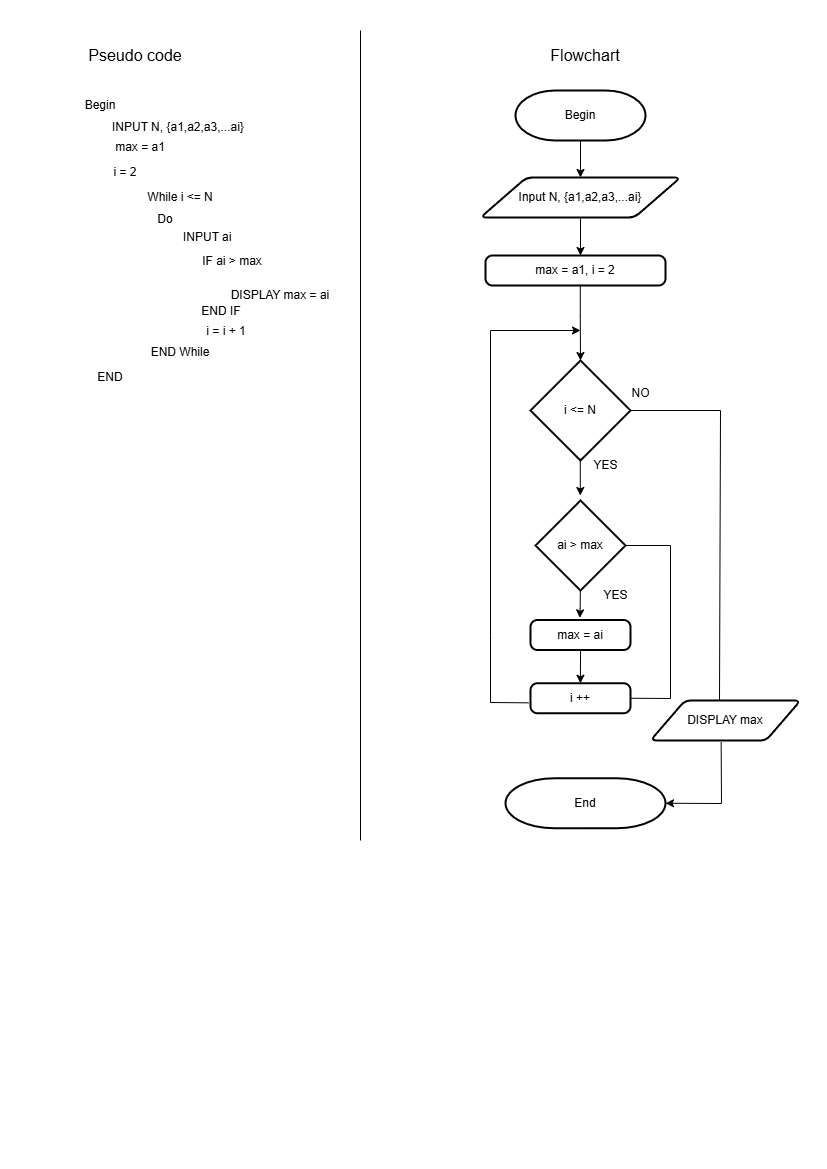 Pseudo code
Begin
INPUT N, {a1,a2,a3,...ai}
max = a1
i = 2
While i <= N
Do
INPUT ai
IF ai > max
DISPLAY max = ai
END IF
i = i + 1
END While
END
Flowchart
Begin
Input N, {a1,a2,a3,...ai}
max = a1, i = 2
NO
i <= N
YES
ai > max
YES
max = ai
i ++
DISPLAY max
End